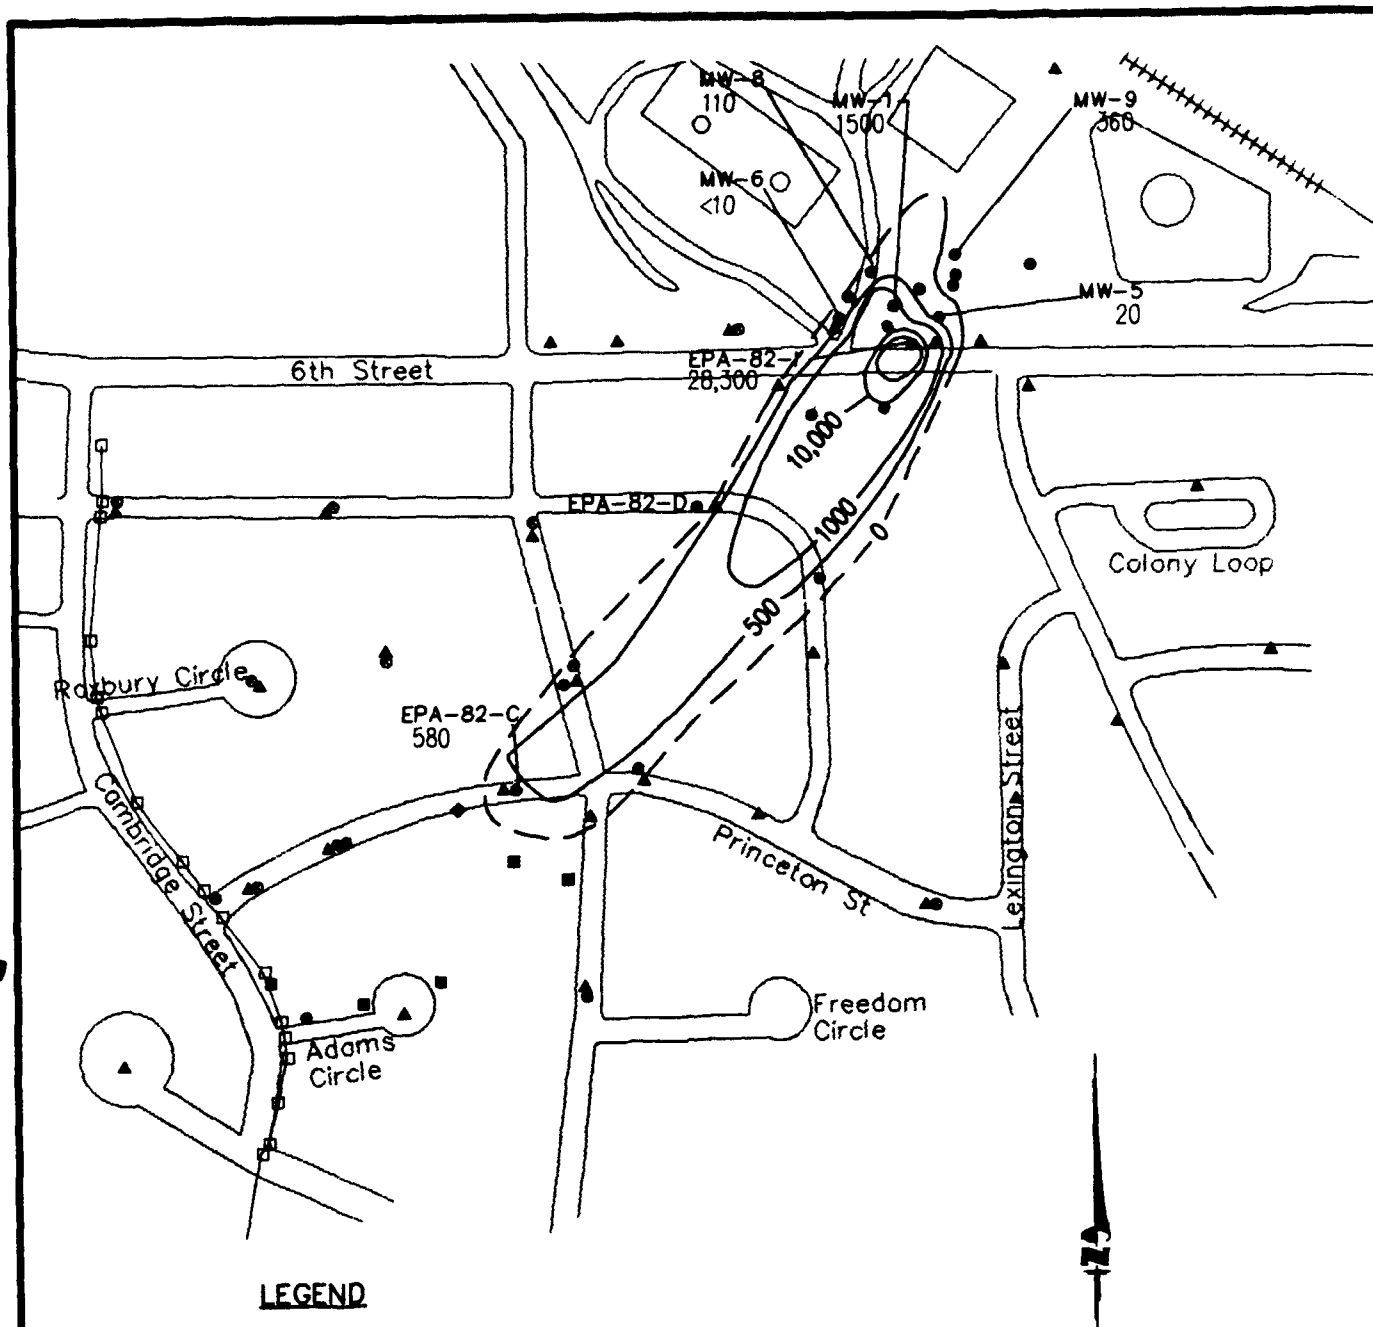 MW-8
110
MW-1
1500
MW-9
360
MW-6
<10
MW-5
20
EPA-82-I
28,300
6th Street
10,000
EPA-82-D
1000
0
500
Colony Loop
Roxbury Circle
EPA-82-C
580
Cambridge Street
Princeton St
Lexington Street
Freedom
Circle
Adams
Circle
N
LEGEND